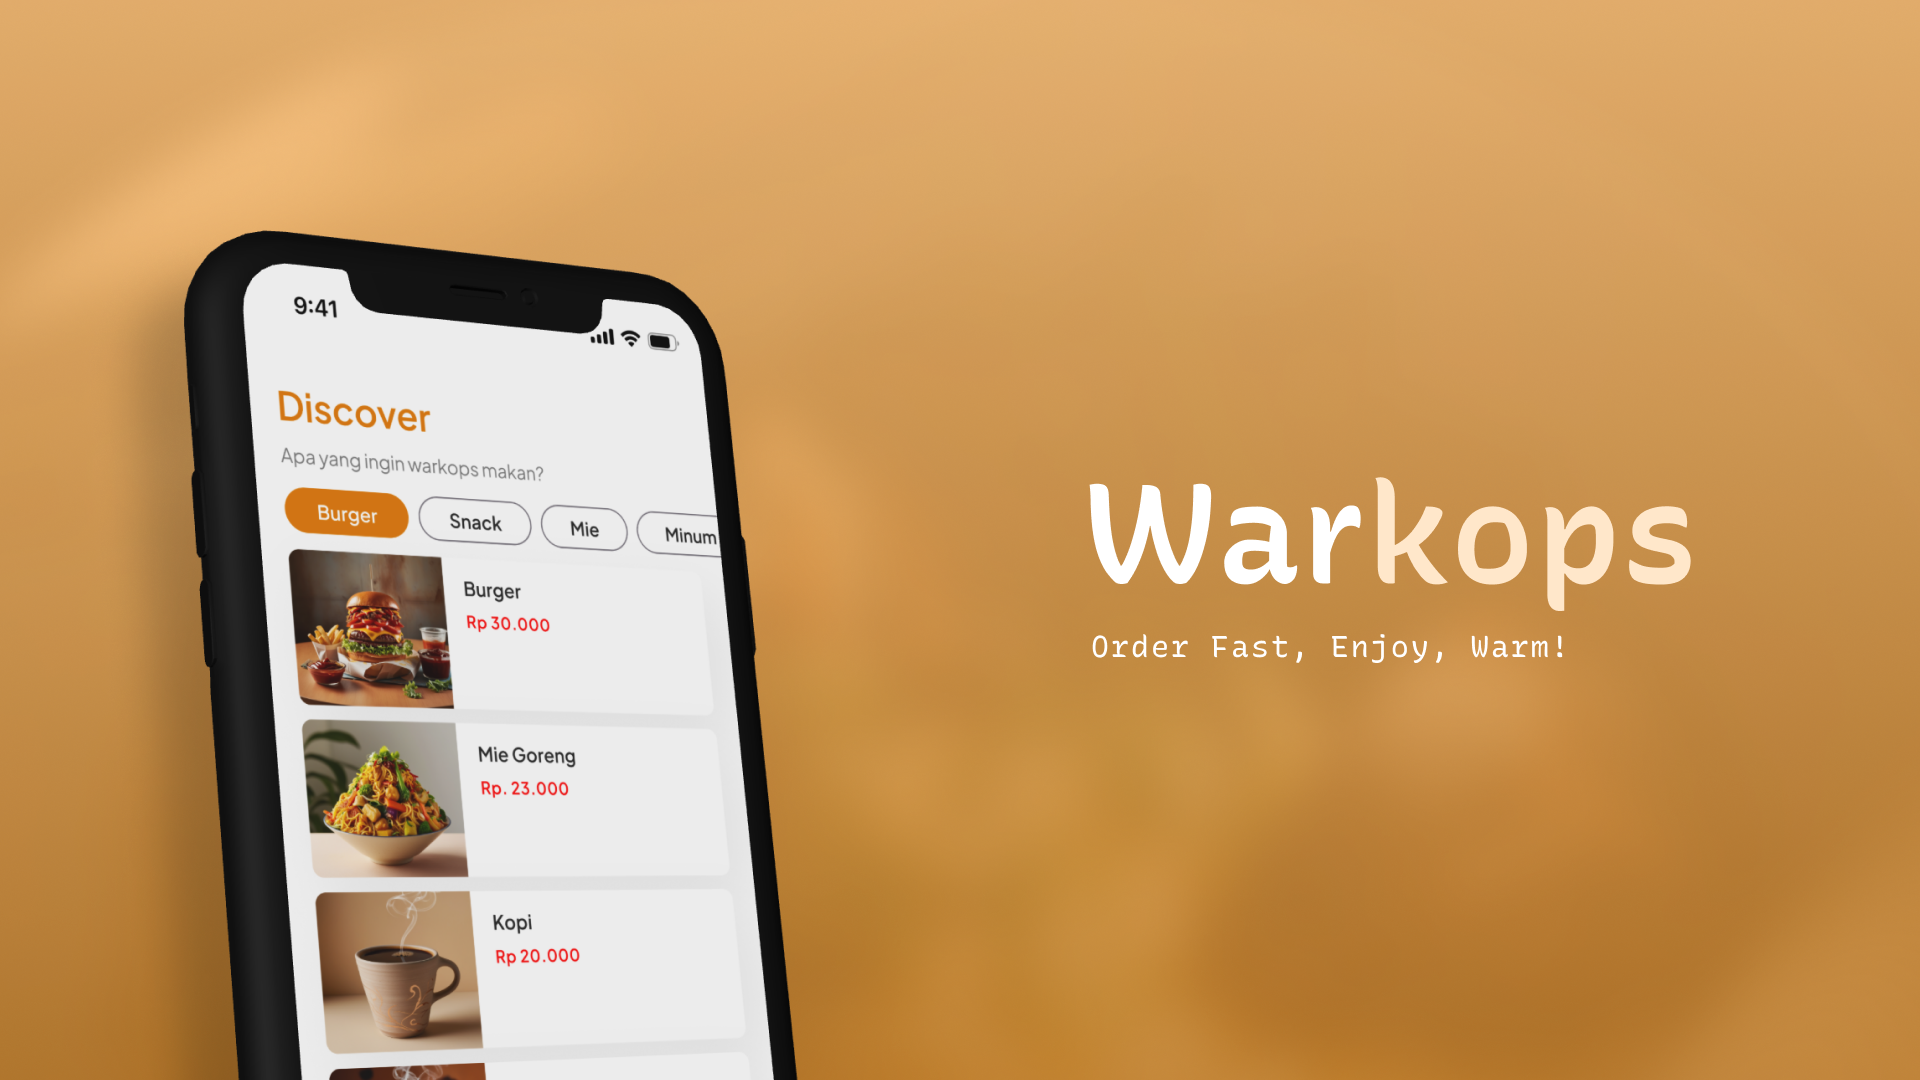 9:41
Discover
Apa yang ingin warkops makan?
Burger Snack Mie Minum
Burger
Rp 30.000
Mie Goreng
Rp. 23.000
Kopi
Rp 20.000
Warkops
Order Fast, Enjoy, Warm!